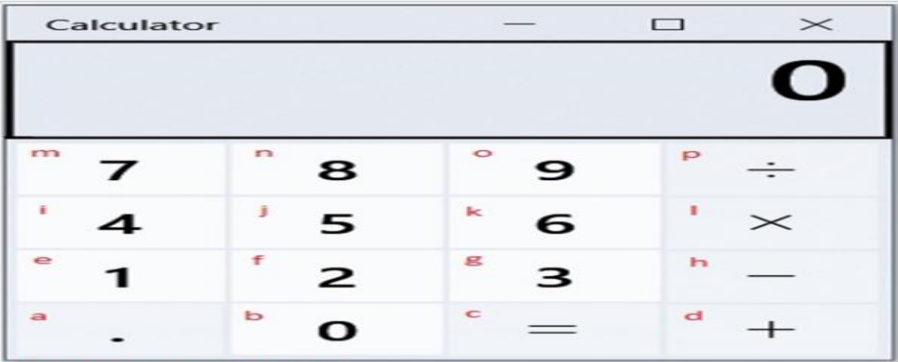 Calculator — □ ×
0
m 7 n 8 o 9 p ÷
i 4 j 5 k 6 l ×
e 1 f 2 g 3 h −
a . b 0 c = d +